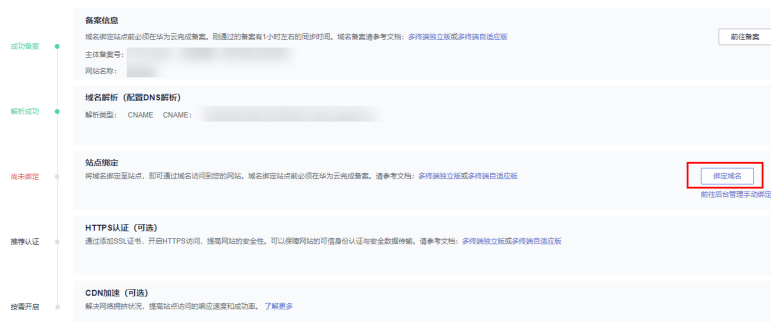 备案信息
域名绑定站点前必须在华为云完成备案。刚通过的备案有1小时左右的同步时间。域名备案请参考文档：多终端独立版或多终端自适应版
前往备案
成功备案
主体备案号：
网站名称：
域名解析（配置DNS解析）
解析成功
解析类型： CNAME CNAME：
站点绑定
尚未绑定
将域名绑定至站点，即可通过域名访问到您的网站。域名绑定站点前必须在华为云完成备案。请参考文档：多终端独立版或多终端自适应版
绑定域名
前往后台管理手动绑定
HTTPS认证（可选）
推荐认证
通过添加SSL证书，开启HTTPS访问，提高网站的安全性。可以保障网站的可信身份认证与安全数据传输。请参考文档：多终端独立版或多终端自适应版
CDN加速（可选）
按需开启
解决网络拥挤状况，提高站点访问的响应速度和成功率。 了解更多